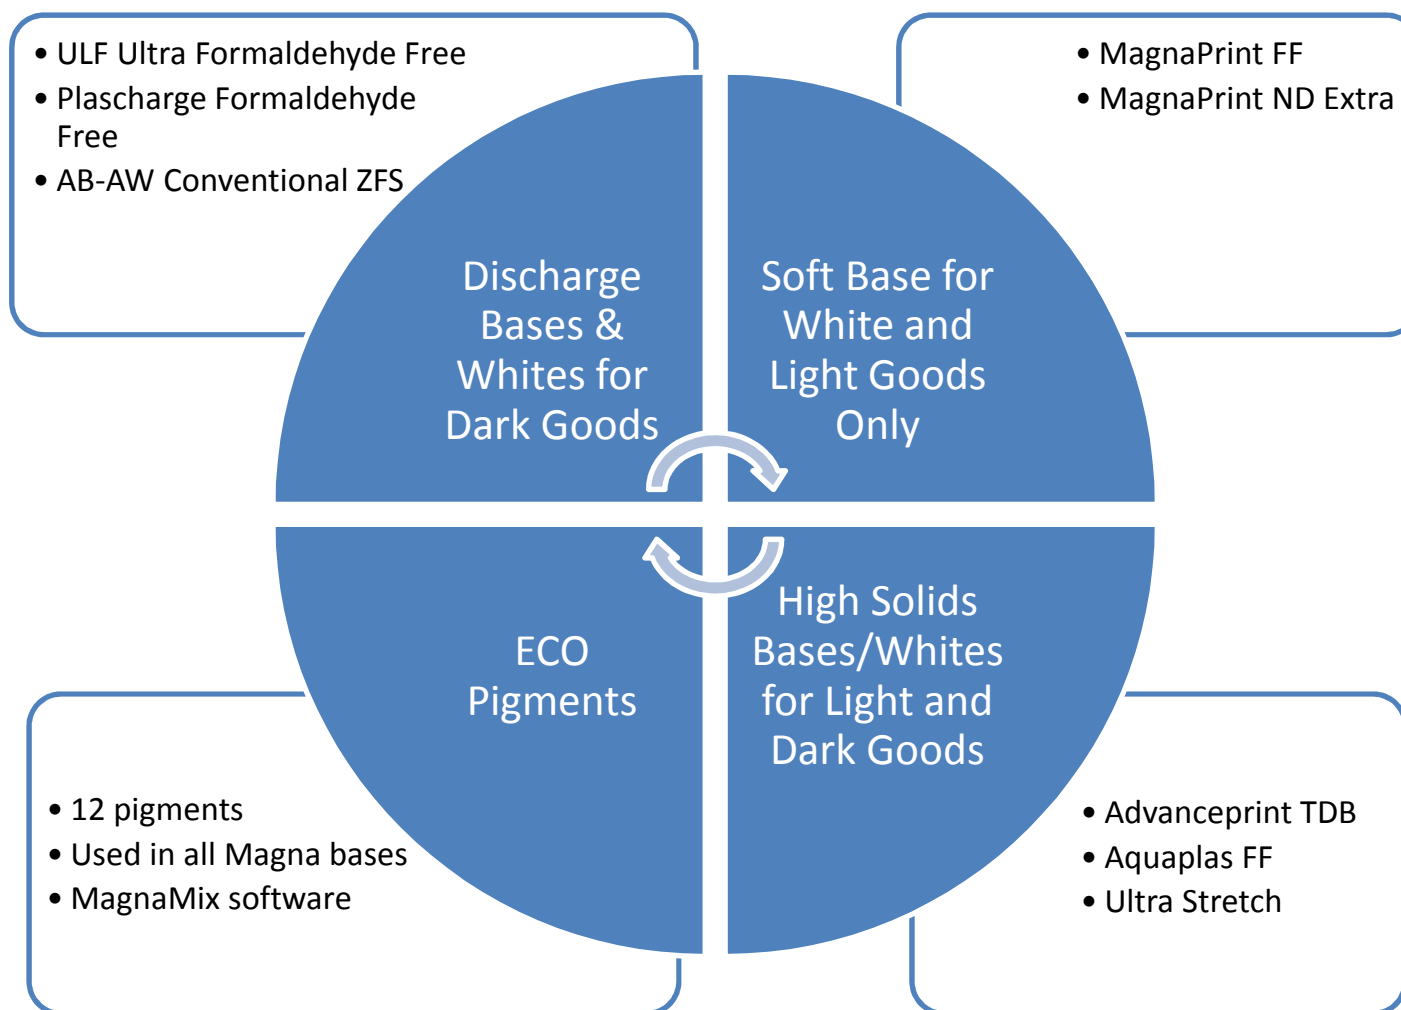 • ULF Ultra Formaldehyde Free
• Plascharge Formaldehyde
Free
• AB-AW Conventional ZFS
• MagnaPrint FF
• MagnaPrint ND Extra
Discharge
Bases &
Whites for
Dark Goods
Soft Base for
White and
Light Goods
Only
ECO
Pigments
High Solids
Bases/Whites
for Light and
Dark Goods
• 12 pigments
• Used in all Magna bases
• MagnaMix software
• Advanceprint TDB
• Aquaplas FF
• Ultra Stretch